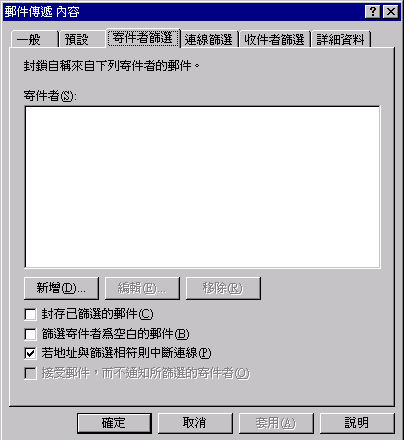 郵件傳遞 內容
一般 預設 寄件者篩選 連線篩選 收件者篩選 詳細資料
封鎖自稱來自下列寄件者的郵件。
寄件者(S):
新增(D)... 編輯(E)... 移除(R)
封存已篩選的郵件(C)
篩選寄件者為空白的郵件(B)
若地址與篩選相符則中斷連線(P)
接受郵件，而不通知所篩選的寄件者(O)
確定 取消 套用(A) 說明